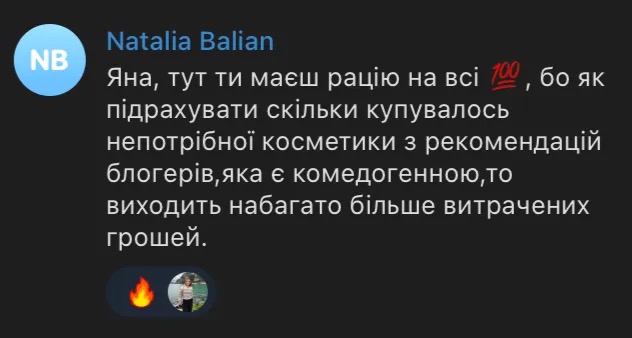 NB
Natalia Balian
Яна, тут ти маєш рацію на всі 💯 , бо як
підрахувати скільки купувалось
непотрібної косметики з рекомендацій
блогерів,яка є комедогенною,то
виходить набагато більше витрачених
грошей.